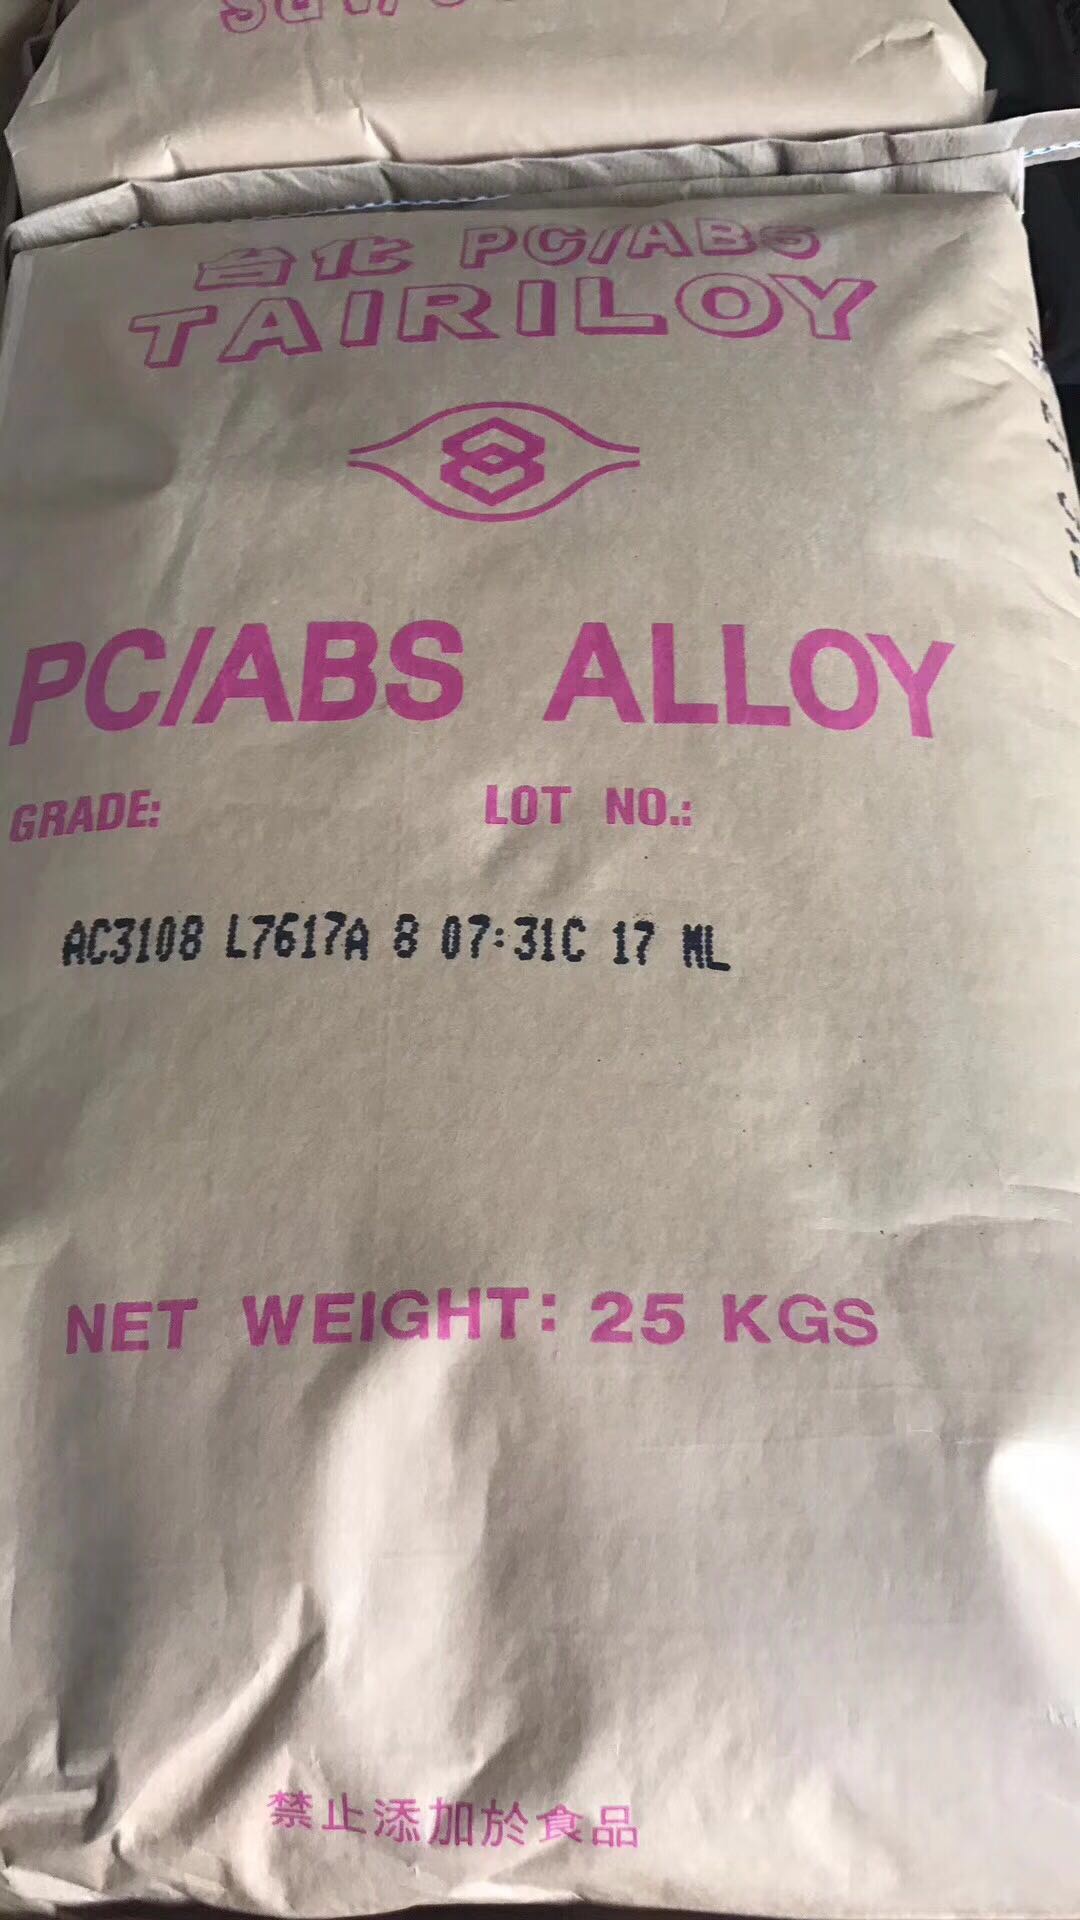 台化 PC/ABS
TAIRILOY
PC/ABS ALLOY
GRADE: LOT NO.:
AC3108 L7617A 8 07:31C 17 ML
NET WEIGHT: 25 KGS
禁止添加於食品